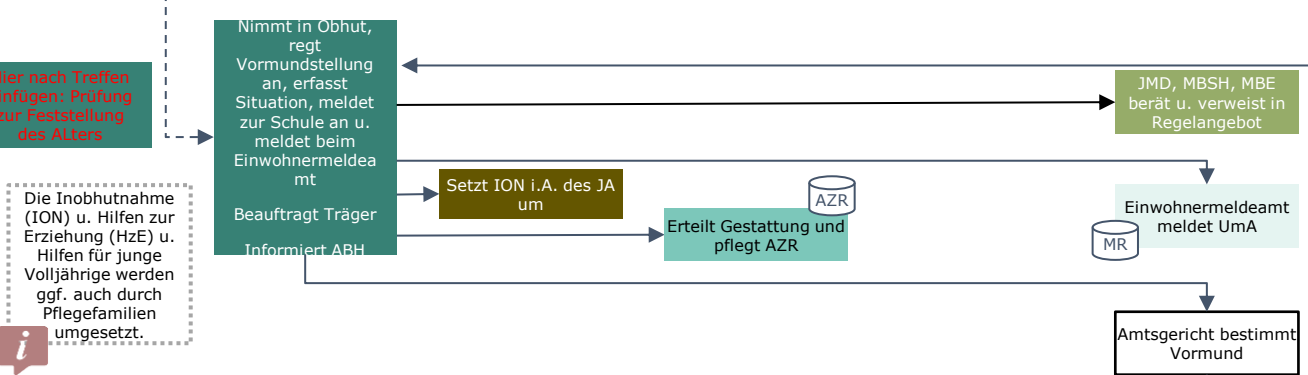 Nimmt in Obhut,
regt
Vormundstellung
an, erfasst
Situation, meldet
zur Schule an u.
meldet beim
Einwohnermeldea
mt
Beauftragt Träger
Informiert ABH
nach Treffen
Prüfung
zur Feststellung
des ALters
Die Inobhutnahme
(ION) u. Hilfen zur
Erziehung (HzE) u.
Hilfen für junge
Volljährige werden
ggf. auch durch
Pflegefamilien
umgesetzt.
i
Setzt ION i.A. des JA
um
AZR
Erteilt Gestattung und
pflegt AZR
JMD, MBSH, MBE
berät u. verweist in
Regelangebot
Einwohnermeldeamt
meldet UmA
MR
Amtsgericht bestimmt
Vormund